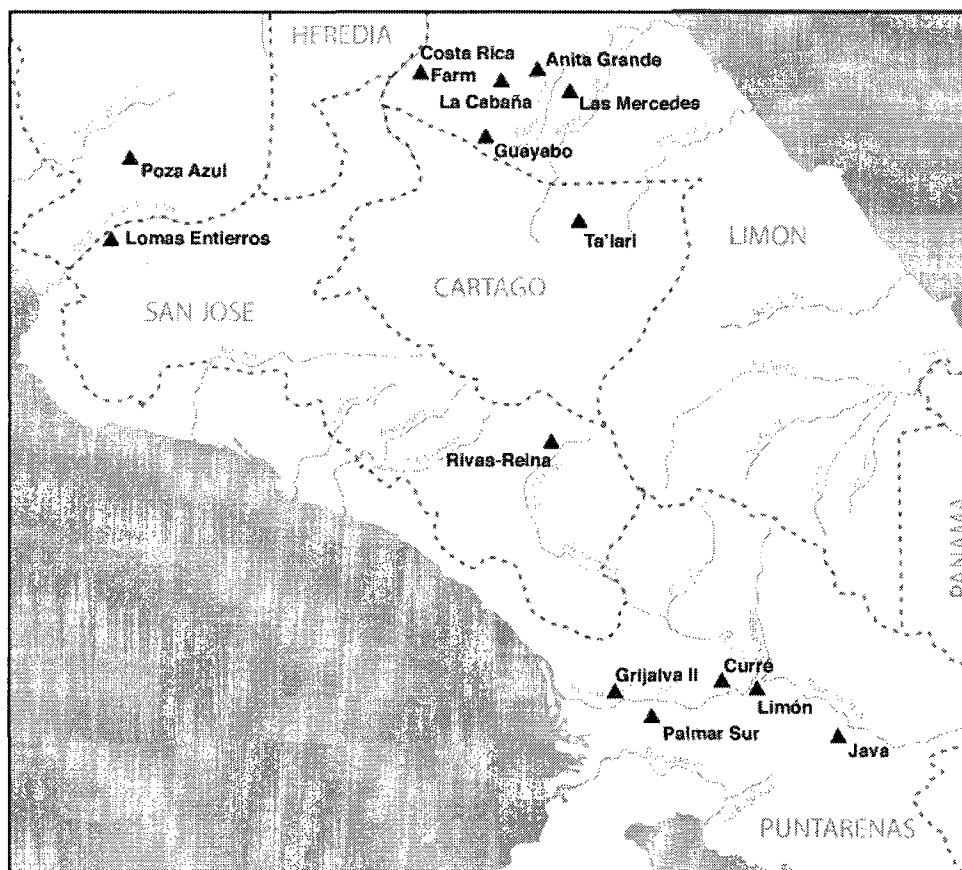 HEREDIA
Costa Rica
Farm
Anita Grande
La Cabaña
Las Mercedes
Guayabo
Poza Azul
Lomas Entierros
Ta'lari
LIMON
CARTAGO
SAN JOSE
Rivas-Reina
PANAMA
Grijalva II
Curré
Limón
Palmar Sur
Java
PUNTARENAS